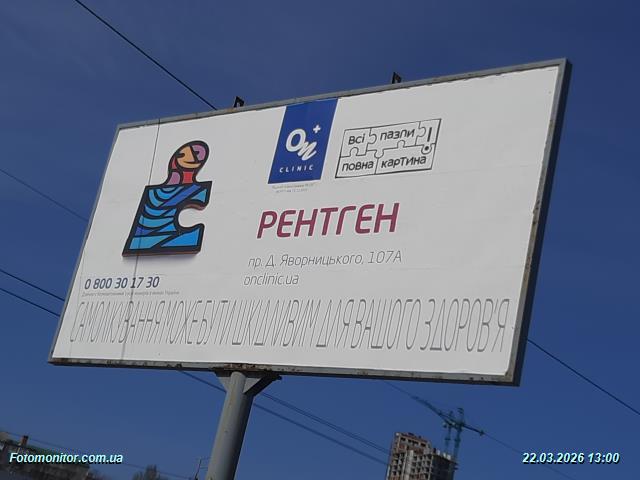 On+
CLINIC
Всі пазли
повна картина!
РЕНТГЕН
пр. Д. Яворницького, 107А
onclinic.ua
0 800 30 17 30
САМОЛІКУВАННЯ МОЖЕ БУТИ ШКІДЛИВИМ ДЛЯ ВАШОГО ЗДОРОВ'Я
Fotomonitor.com.ua
22.03.2026 13:00